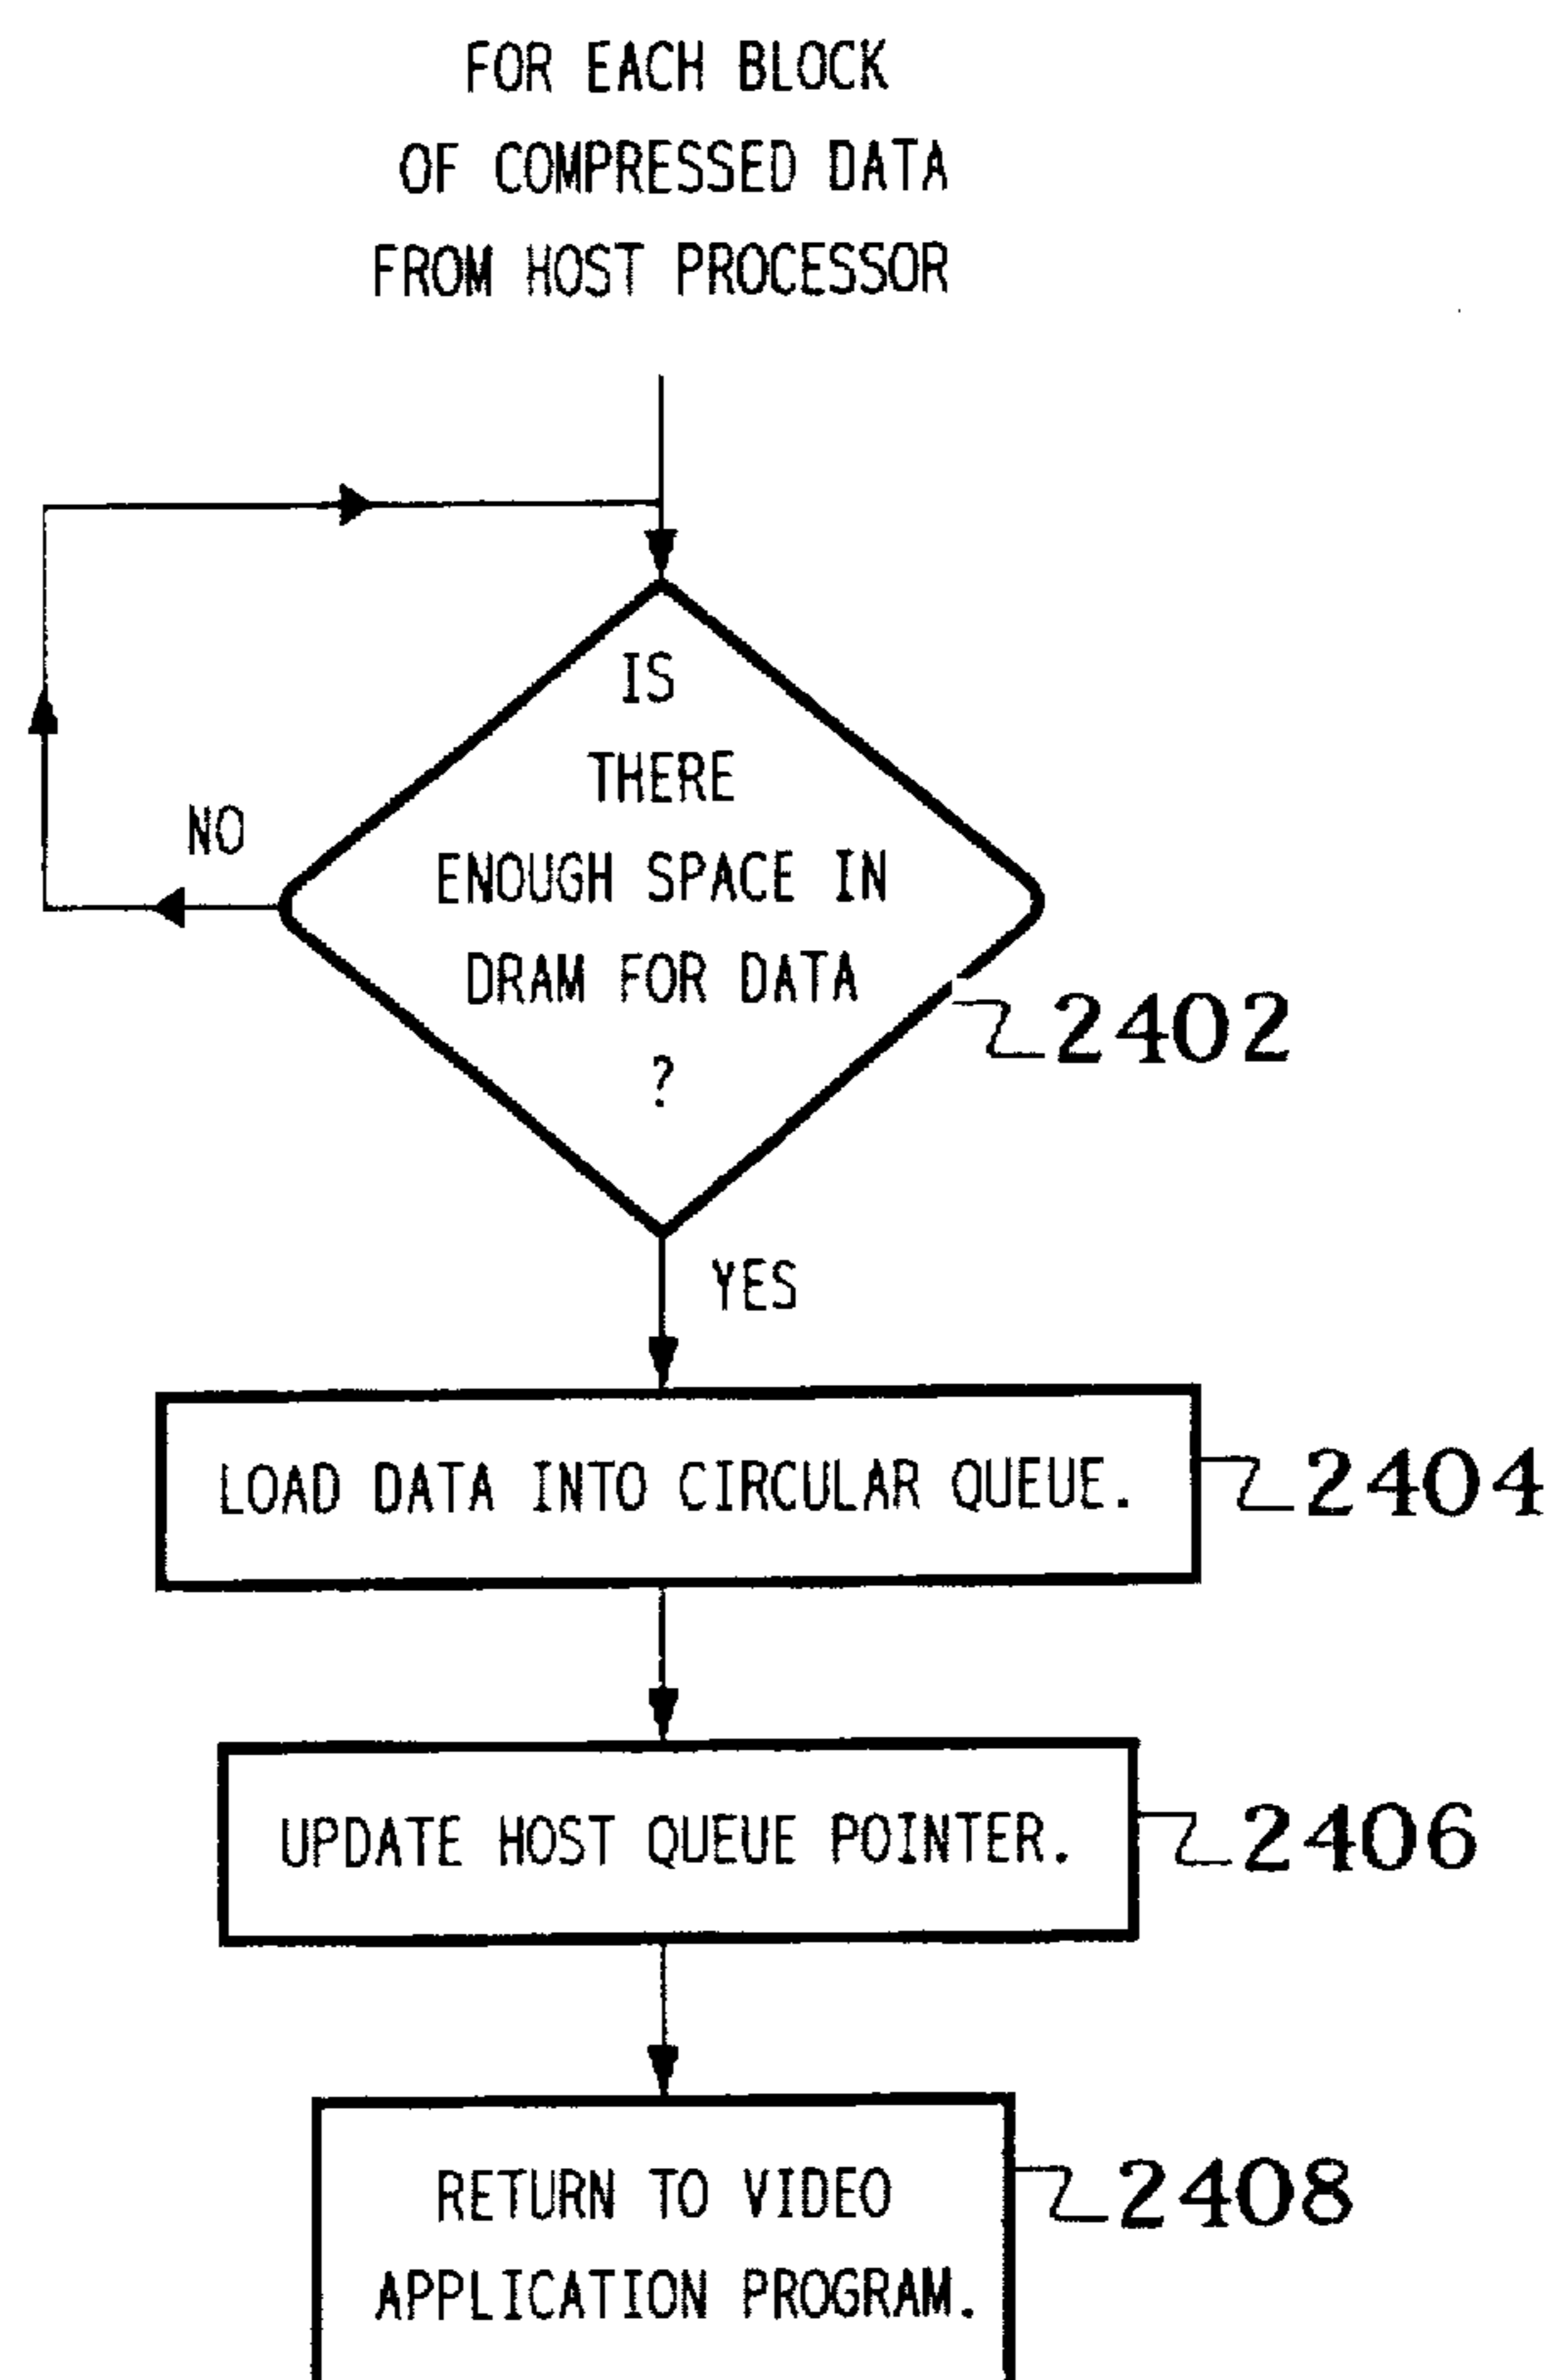 FOR EACH BLOCK
OF COMPRESSED DATA
FROM HOST PROCESSOR
IS
THERE
ENOUGH SPACE IN
DRAM FOR DATA
?
NO
2402
YES
LOAD DATA INTO CIRCULAR QUEUE.
2404
UPDATE HOST QUEUE POINTER.
2406
RETURN TO VIDEO
APPLICATION PROGRAM.
2408